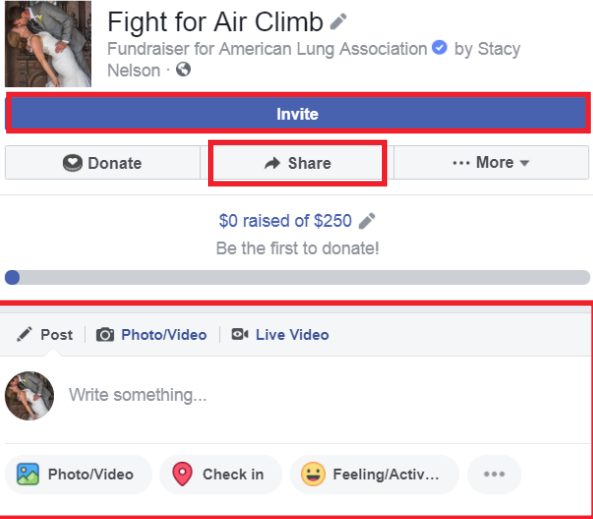 Fight for Air Climb
Fundraiser for American Lung Association by Stacy
Nelson ·
Invite
Donate
Share
··· More
$0 raised of $250
Be the first to donate!
Post
Photo/Video
Live Video
Write something...
Photo/Video
Check in
Feeling/Activ...